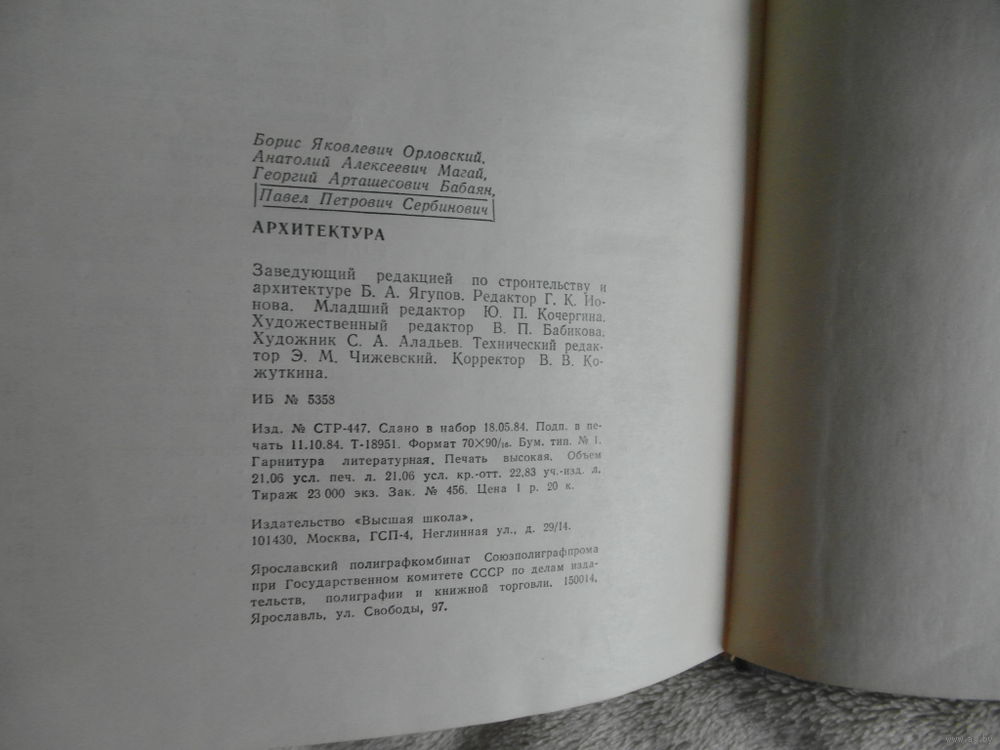 Борис Яковлевич Орловский,
Анатолий Алексеевич Магай,
Георгий Арташесович Бабаян,
Павел Петрович Сербинович
АРХИТЕКТУРА
Заведующий редакцией по строительству и
архитектуре Б. А. Ягупов. Редактор Г. К. Ио-
нова. Младший редактор Ю. П. Кочергина.
Художественный редактор В. П. Бабикова.
Художник С. А. Аладьев. Технический редак-
тор Э. М. Чижевский. Корректор В. В. Ко-
жуткина.
ИБ № 5358
Изд. № СТР-447. Сдано в набор 18.05.84. Подп. в пе-
чать 11.10.84. Т-18951. Формат 70×90/16. Бум. тип. № 1.
Гарнитура литературная. Печать высокая. Объем
21.06 усл. печ. л. 21.06 усл. кр.-отт. 22.83 уч.-изд. л.
Тираж 23 000 экз. Зак. № 456. Цена 1 р. 20 к.
Издательство «Высшая школа»,
101430, Москва, ГСП-4, Неглинная ул., д. 29/14.
Ярославский полиграфкомбинат Союзполиграфпрома
при Государственном комитете СССР по делам изда-
тельств, полиграфии и книжной торговли. 150014,
Ярославль, ул. Свободы, 97.
www.ay.by